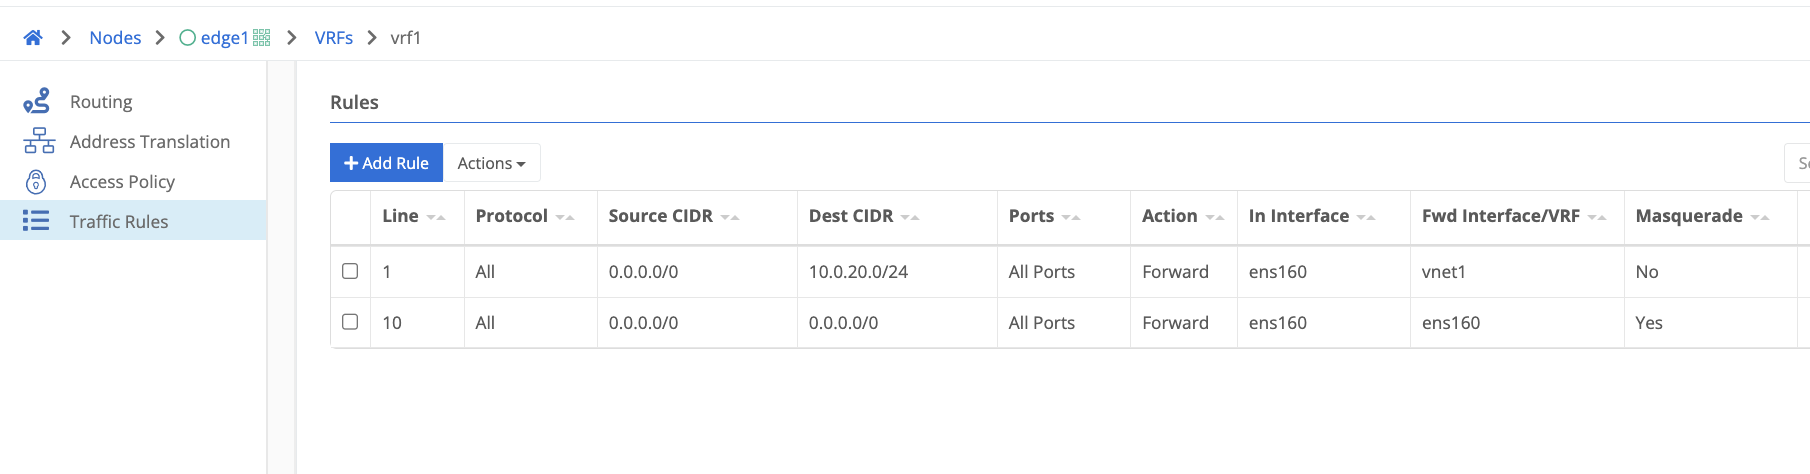 Nodes edge1 VRFs vrf1
Routing
Address Translation
Access Policy
Traffic Rules
Rules
Add Rule Actions
Line Protocol Source CIDR Dest CIDR Ports Action In Interface Fwd Interface/VRF Masquerade
1 All 0.0.0.0/0 10.0.20.0/24 All Ports Forward ens160 vnet1 No
10 All 0.0.0.0/0 0.0.0.0/0 All Ports Forward ens160 ens160 Yes